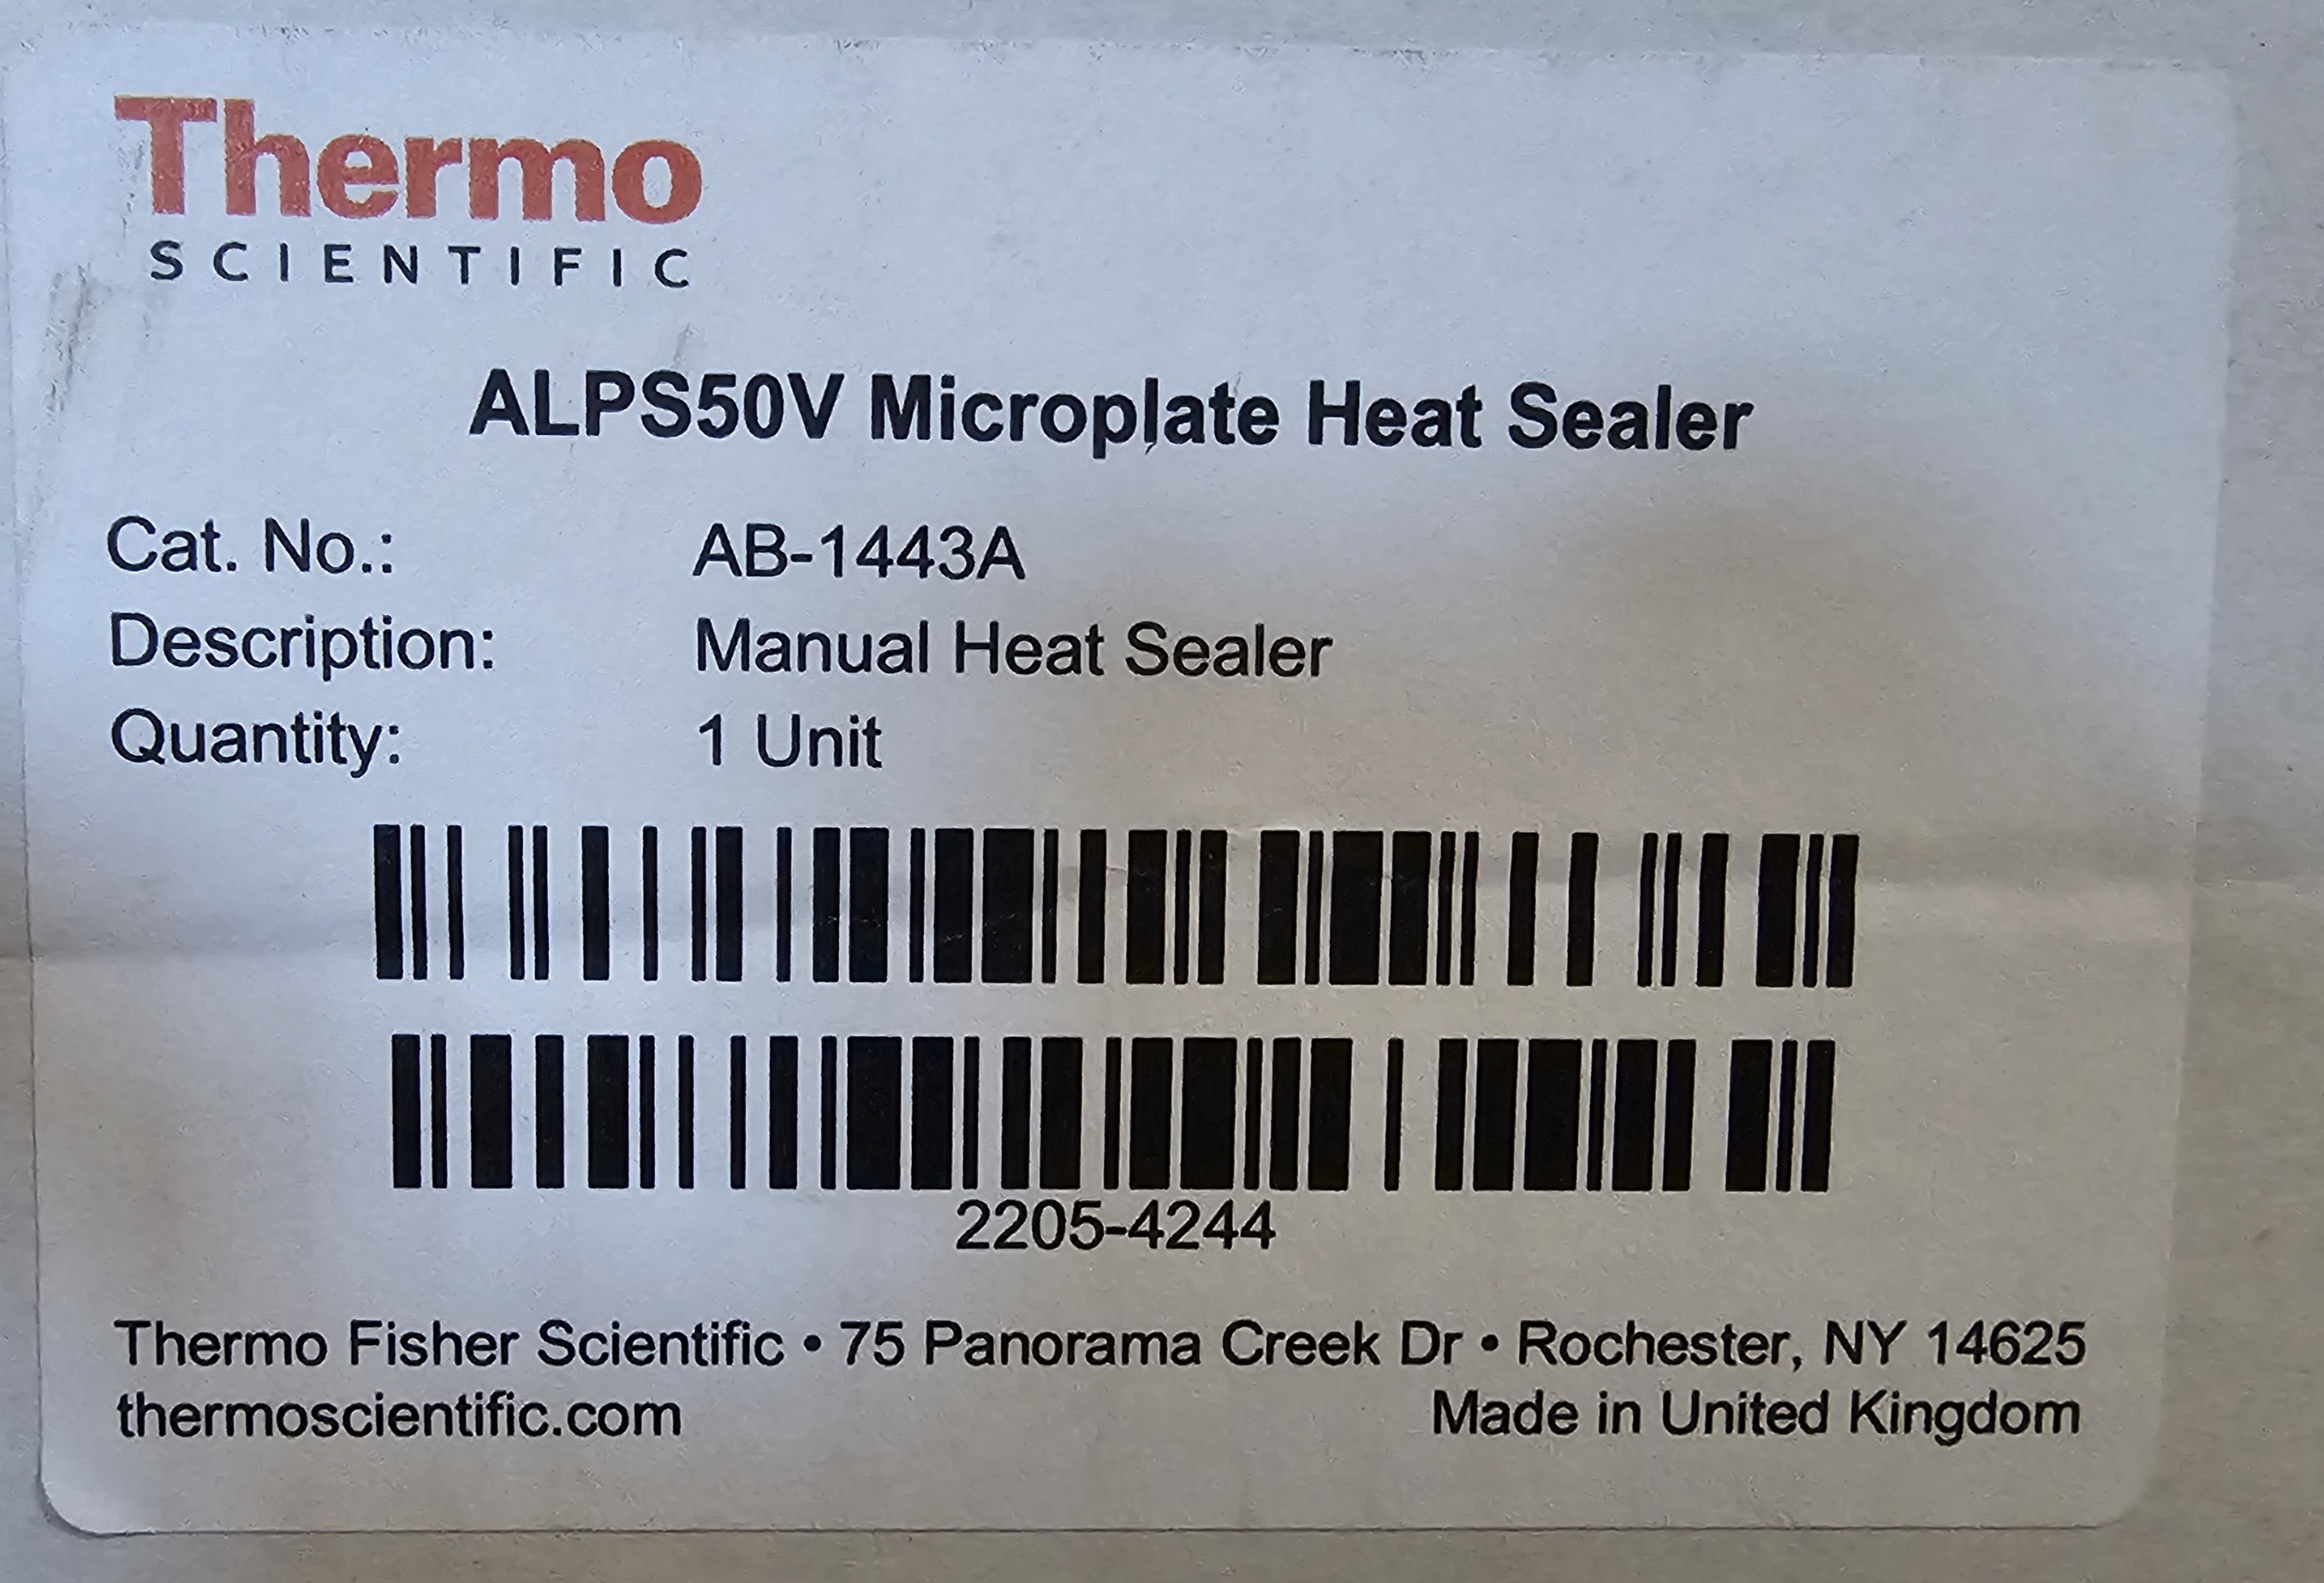 Thermo
SCIENTIFIC
ALPS50V Microplate Heat Sealer
Cat. No.: AB-1443A
Description: Manual Heat Sealer
Quantity: 1 Unit
2205-4244
Thermo Fisher Scientific • 75 Panorama Creek Dr • Rochester, NY 14625
thermoscientific.com Made in United Kingdom